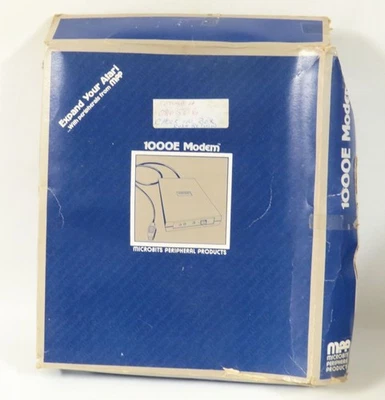 Expand Your Atari
...with peripherals from MPP
1000E Modem
MICROBITS PERIPHERAL PRODUCTS
1000E Modem
MPP
MICROBITS
PERIPHERAL
PRODUCTS